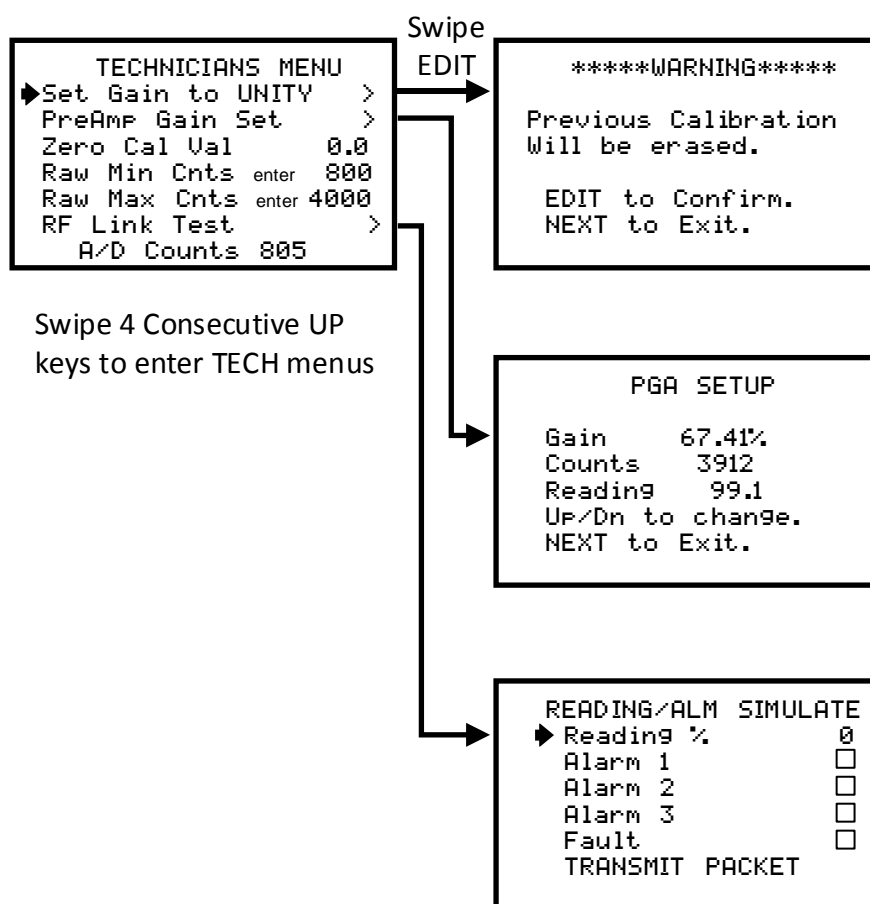 Swipe
EDIT
TECHNICIANS MENU
Set Gain to UNITY >
PreAmp Gain Set >
Zero Cal Val 0.0
Raw Min Cnts enter 800
Raw Max Cnts enter 4000
RF Link Test >
A/D Counts 805
Swipe 4 Consecutive UP
keys to enter TECH menus
*****WARNING*****
Previous Calibration
Will be erased.
EDIT to Confirm.
NEXT to Exit.
PGA SETUP
Gain 67.41%
Counts 3912
Reading 99.1
Up/Dn to change.
NEXT to Exit.
READING/ALM SIMULATE
Reading % 0
Alarm 1
Alarm 2
Alarm 3
Fault
TRANSMIT PACKET